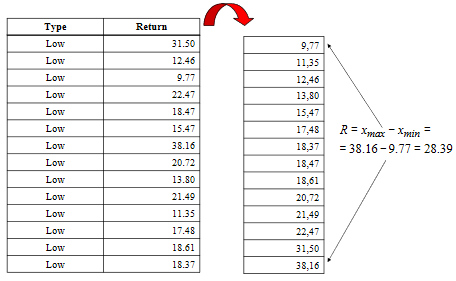 Type Return
Low 31.50
Low 12.46
Low 9.77
Low 22.47
Low 18.47
Low 15.47
Low 38.16
Low 20.72
Low 13.80
Low 21.49
Low 11.35
Low 17.48
Low 18.61
Low 18.37
9,77
11,35
12,46
13,80
15,47
17,48
18,37
18,47
18,61
20,72
21,49
22,47
31,50
38,16
R = xmax − xmin =
= 38.16 − 9.77 = 28.39